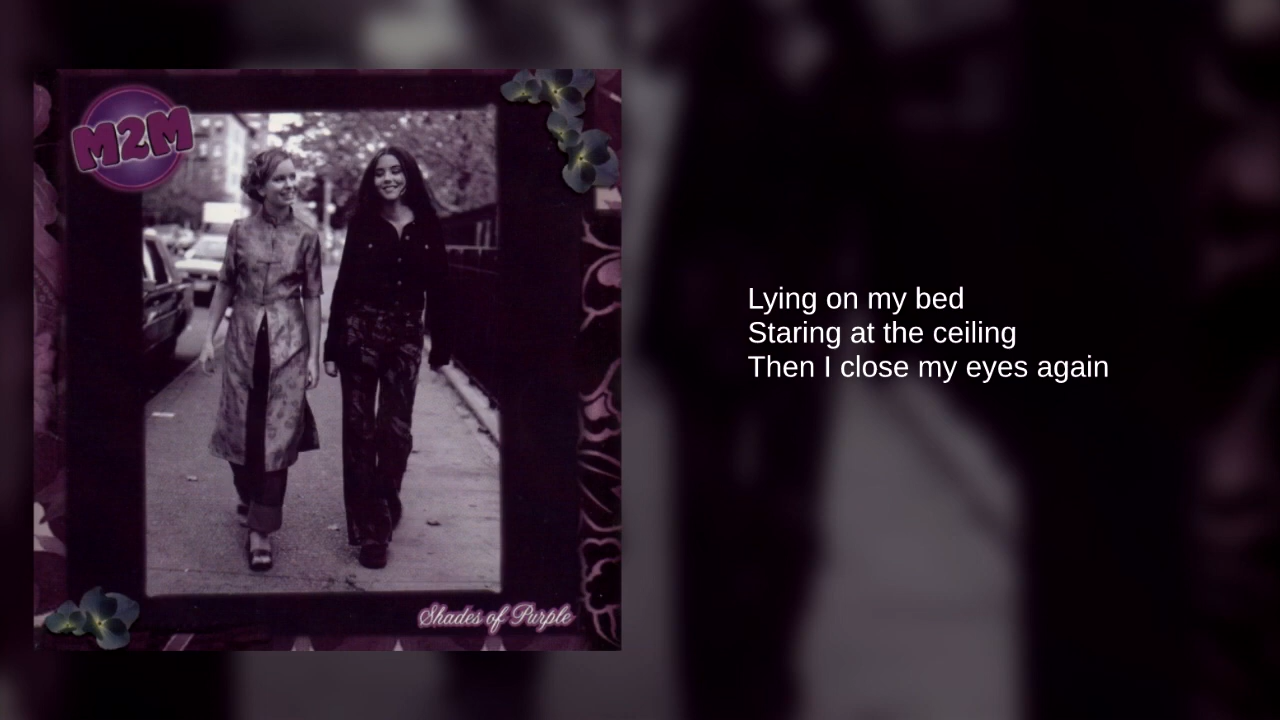 M2M
Shades of Purple
Lying on my bed
Staring at the ceiling
Then I close my eyes again